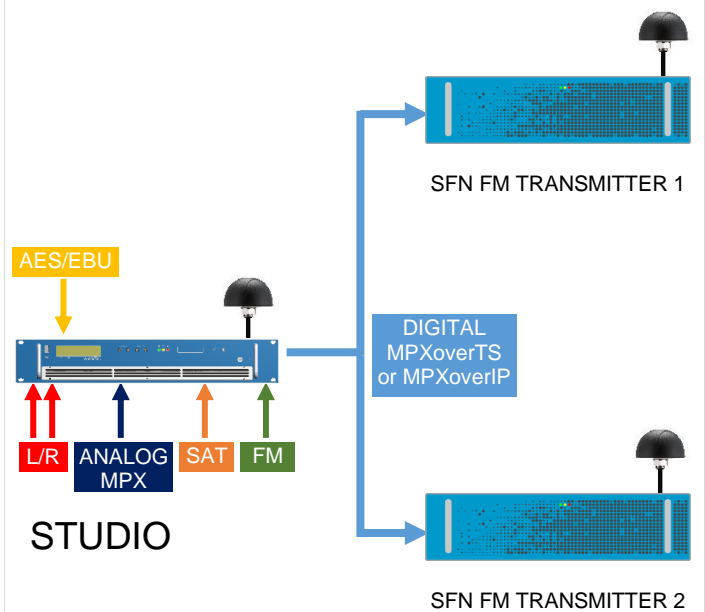 SFN FM TRANSMITTER 1
AES/EBU
DIGITAL
MPXoverTS
or MPXoverIP
L/R
ANALOG
MPX
SAT
FM
STUDIO
SFN FM TRANSMITTER 2